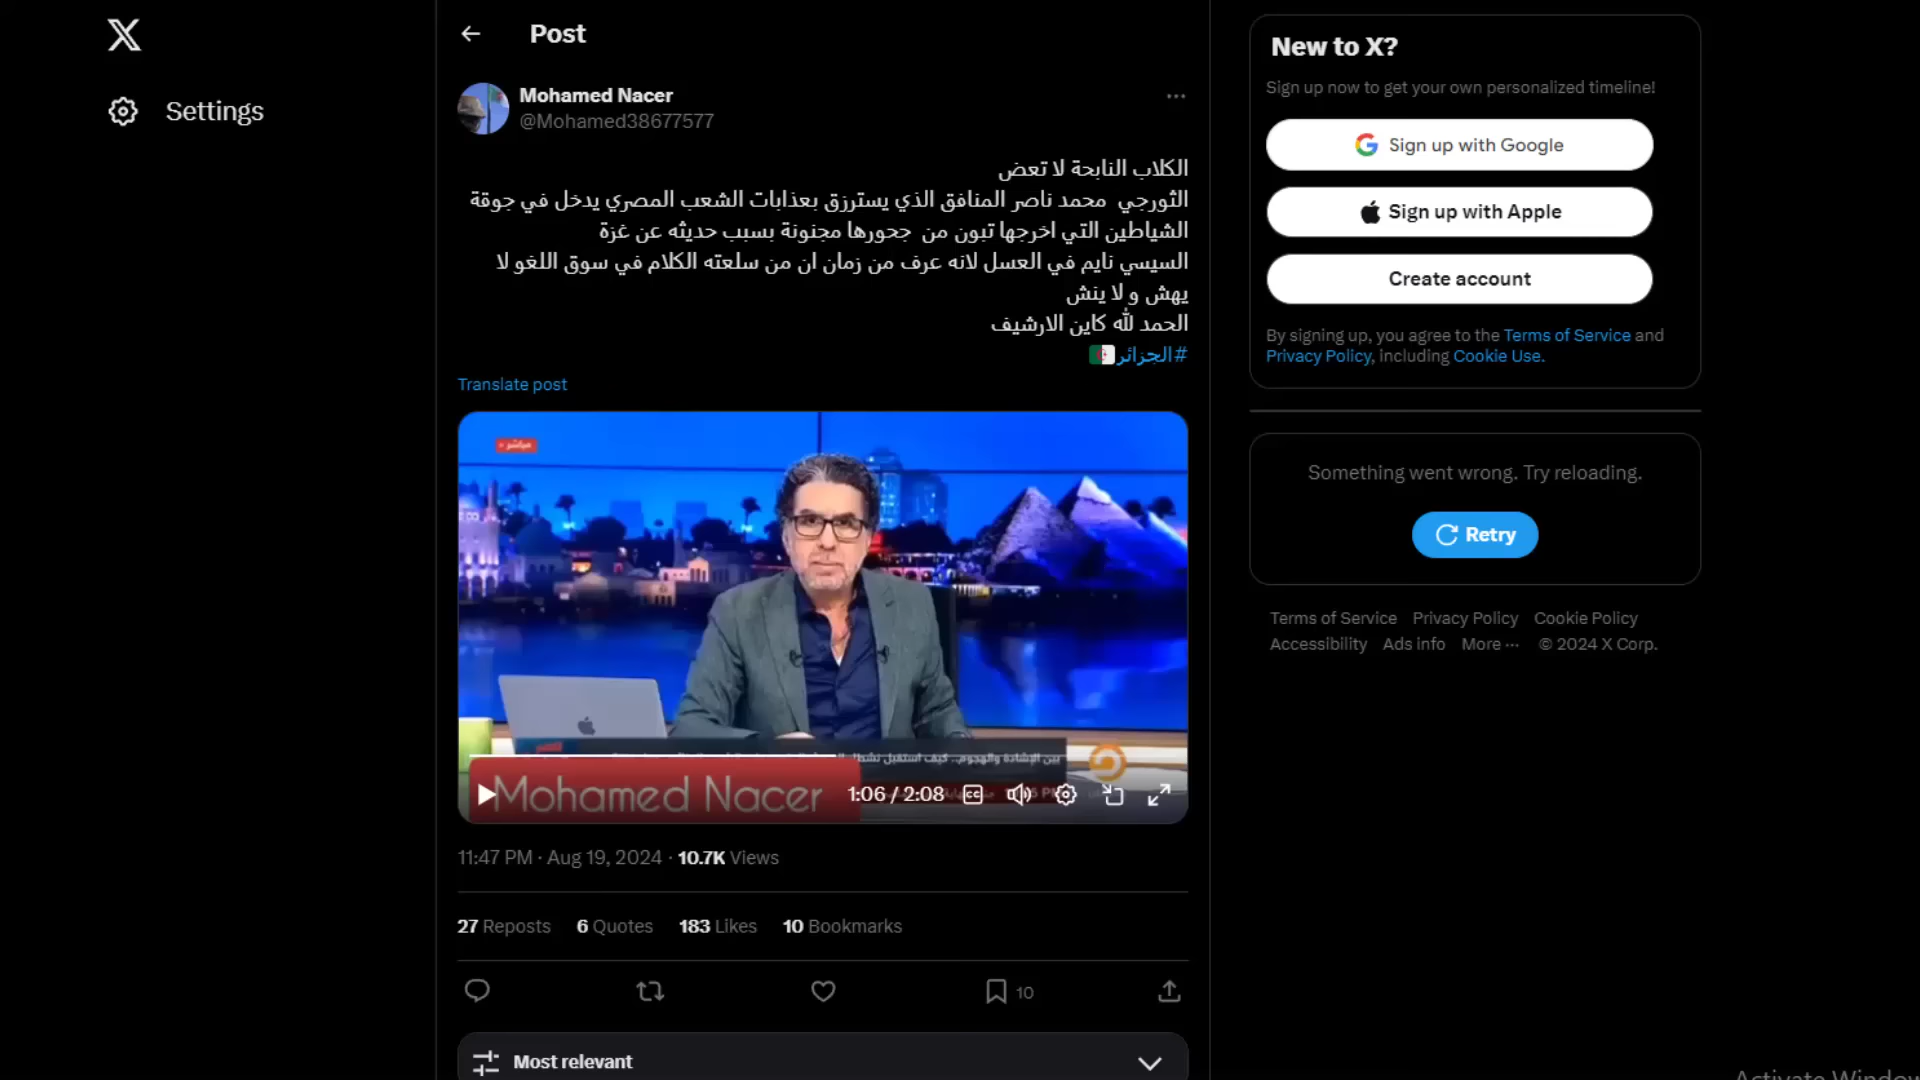 Settings
Post
Mohamed Nacer
@Mohamed38677577
الكلاب النابحة لا تعض
الثورجي محمد ناصر المنافق الذي يسترزق بعذابات الشعب المصري يدخل في جوقة
الشياطين التي اخرجها تبون من جحورها مجنونة بسبب حديثه عن غزة
السيسي نايم في العسل لانه عرف من زمان ان من سلعته الكلام في سوق اللغو لا
يهش و لا ينش
الحمد لله كاين الارشيف
#الجزائر
Translate post
مباشر
بين الإشادة والهجوم.. كيف استقبل
Mohamed Nacer
1:06 / 2:08
11:47 PM · Aug 19, 2024 · 10.7K Views
27 Reposts 6 Quotes 183 Likes 10 Bookmarks
10
Most relevant
New to X?
Sign up now to get your own personalized timeline!
Sign up with Google
Sign up with Apple
Create account
By signing up, you agree to the Terms of Service and
Privacy Policy, including Cookie Use.
Something went wrong. Try reloading.
Retry
Terms of Service Privacy Policy Cookie Policy
Accessibility Ads info More ··· © 2024 X Corp.